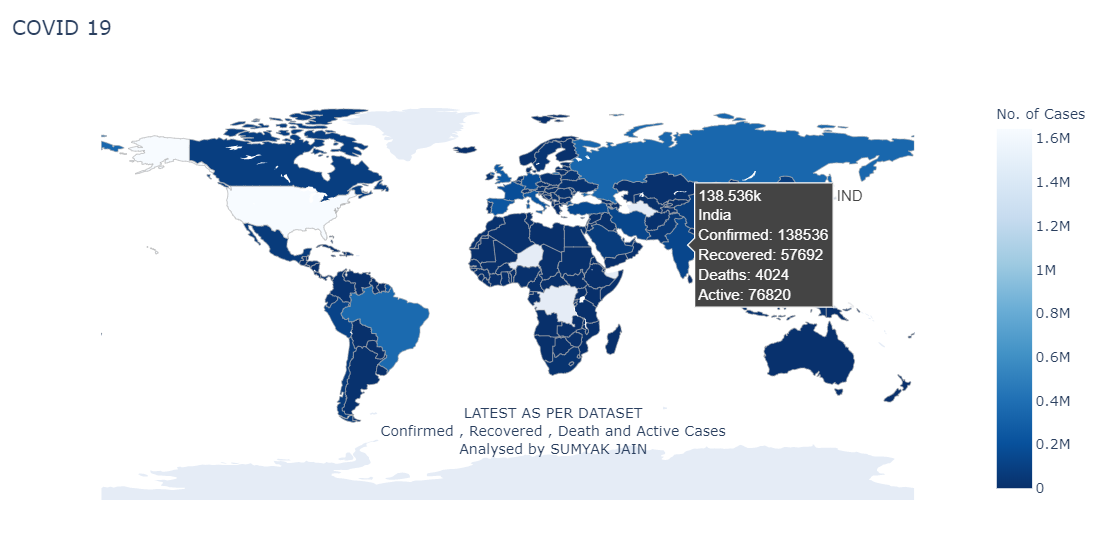 COVID 19
No. of Cases
1.6M
1.4M
1.2M
1M
0.8M
0.6M
0.4M
0.2M
0
138.536k
India
Confirmed: 138536
Recovered: 57692
Deaths: 4024
Active: 76820
IND
LATEST AS PER DATASET
Confirmed , Recovered , Death and Active Cases
Analysed by SUMYAK JAIN